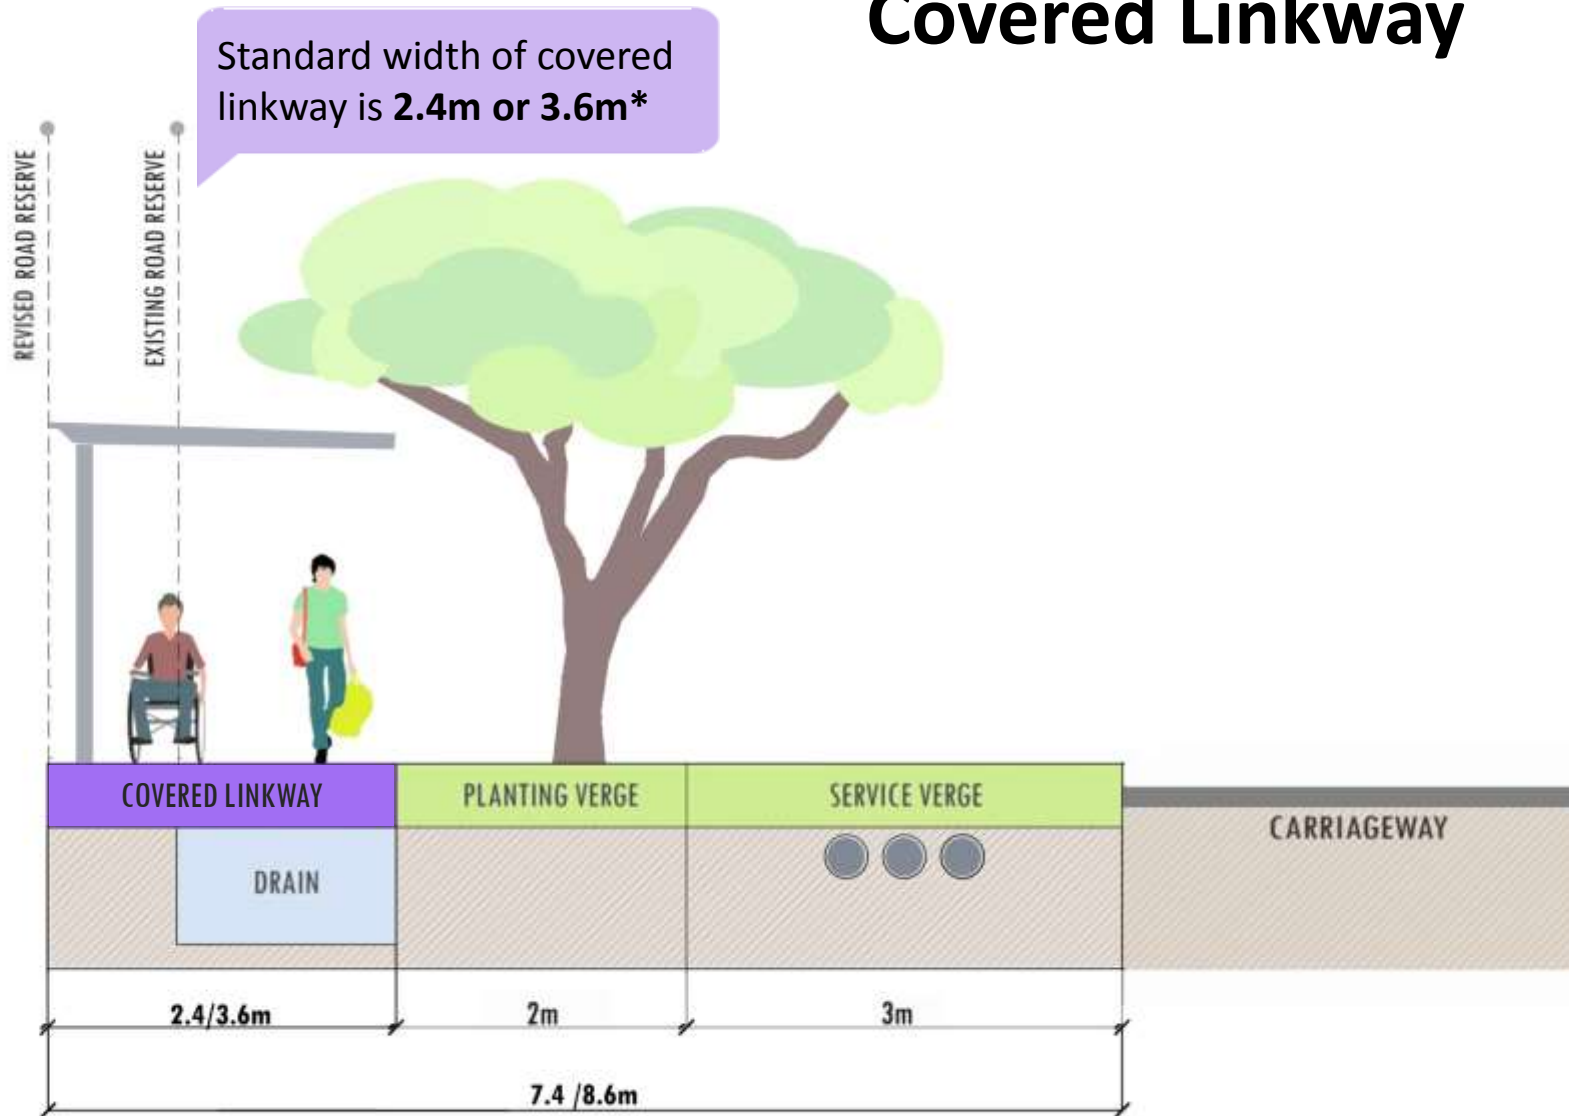 Covered Linkway
Standard width of covered
linkway is 2.4m or 3.6m*
REVISED ROAD RESERVE
EXISTING ROAD RESERVE
COVERED LINKWAY
PLANTING VERGE
SERVICE VERGE
CARRIAGEWAY
DRAIN
2.4/3.6m
2m
3m
7.4 /8.6m